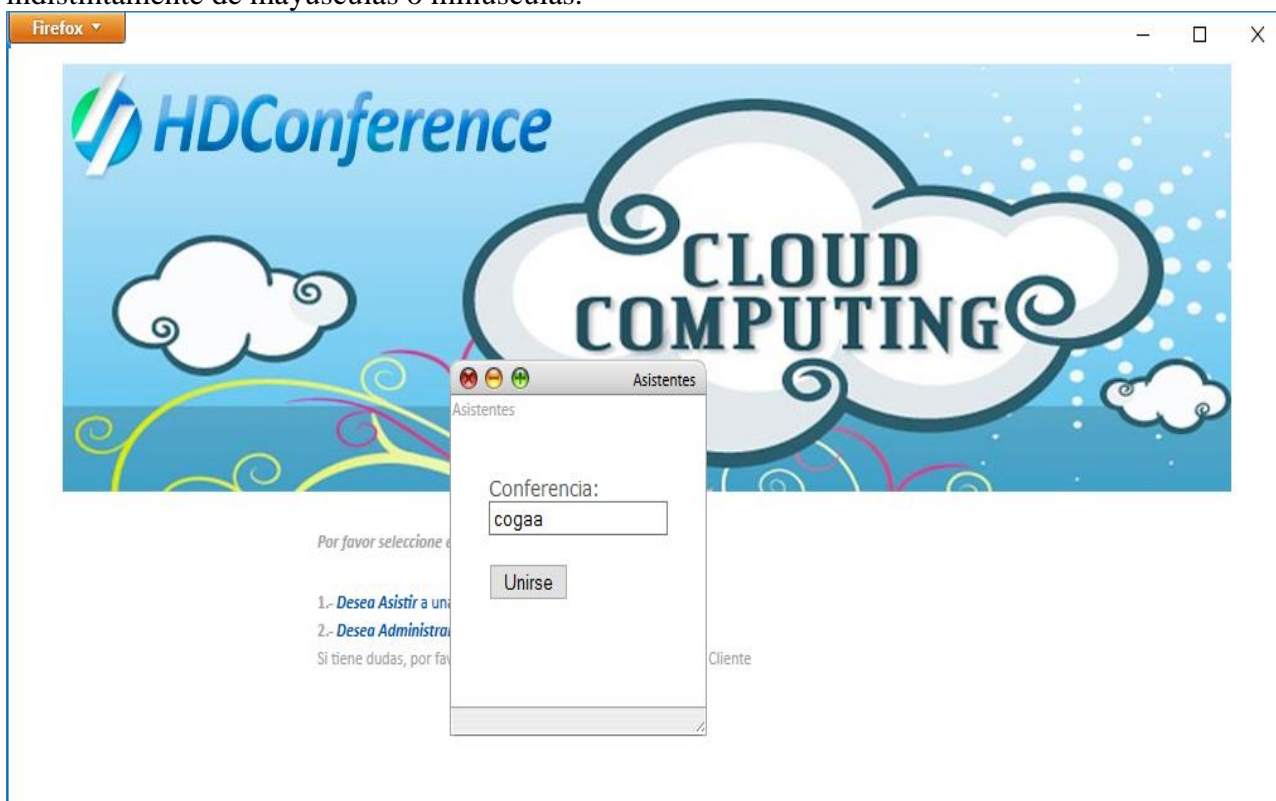 indistintamente de mayúsculas o minúsculas.
Firefox
HDConference
CLOUD
COMPUTING
Asistentes
Asistentes
Conferencia:
cogaa
Unirse
Por favor seleccione
1.- Desea Asistir a una
2.- Desea Administrar
Si tiene dudas, por fav
Cliente